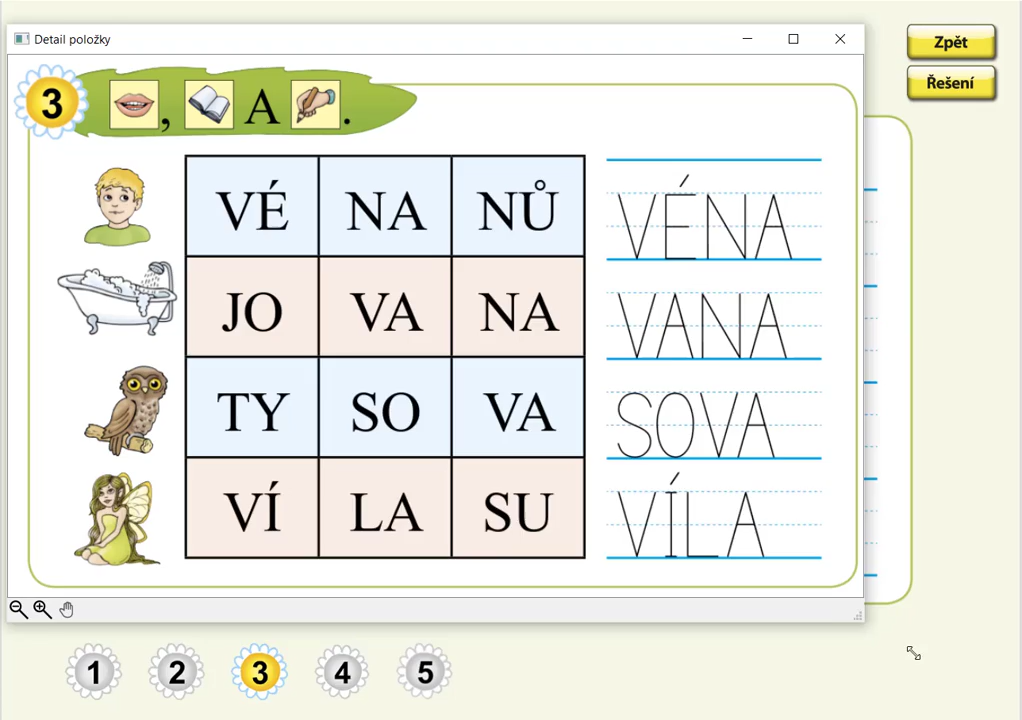 Detail položky
Zpět
Řešení
3 , A .
VÉ NA NŮ VÉNA
JO VA NA VANA
TY SO VA SOVA
VÍ LA SU VÍLA
1 2 3 4 5